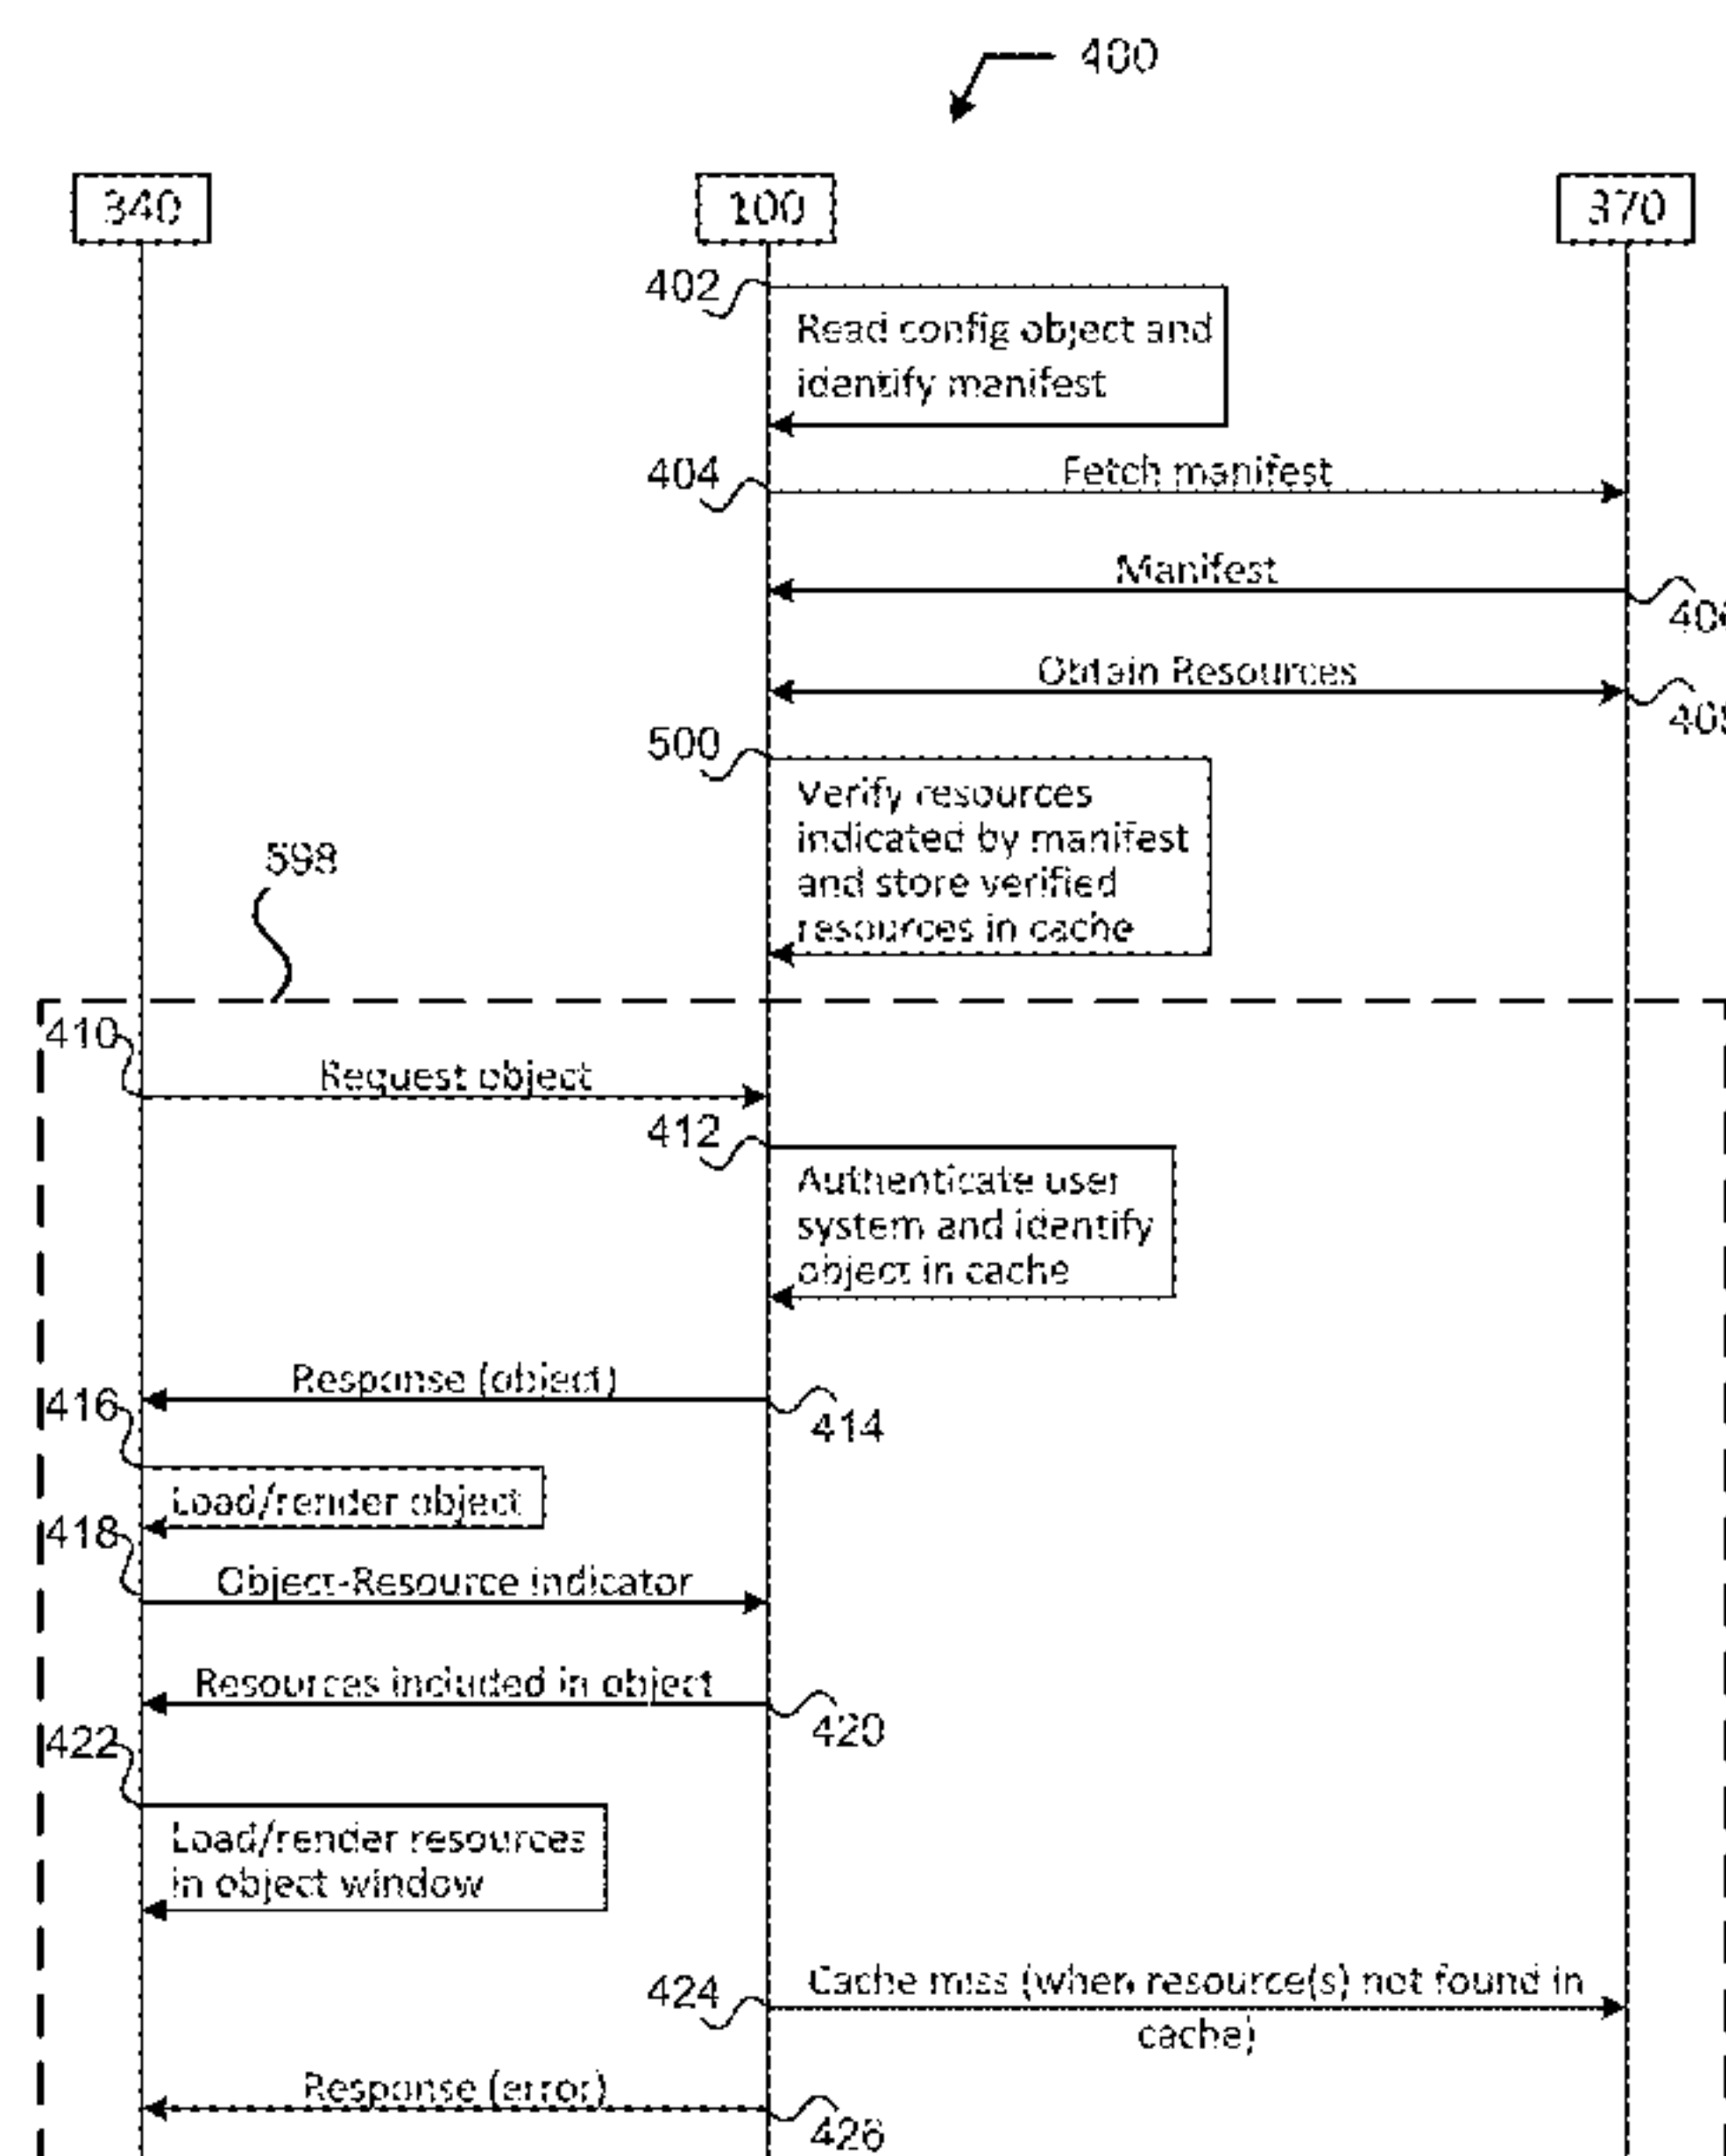 400
340
100
370
402
Read config object and
identify manifest
404
Fetch manifest
Manifest
Obtain Resources
500
Verify resources
indicated by manifest
and store verified
resources in cache
598
410
Request object
412
Authenticate user
system and identify
object in cache
Response (object)
414
416
Load/render object
418
Object-Resource indicator
Resources included in object
420
422
Load/render resources
in object window
424
Cache miss (when resource(s) not found in
cache)
Response (error)
426